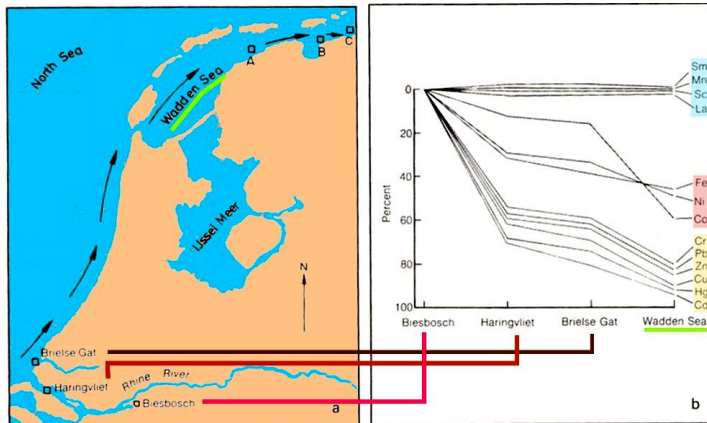 North Sea
Wadden Sea
A
B
C
IJssel Meer
N
Brielse Gat
Haringvliet
Rhine River
Biesbosch
a
Percent
0
20
40
60
80
100
Sm
Mn
Sc
La
Fe
Ni
Co
Cr
Pb
Zn
Cu
Hg
Cd
Biesbosch
Haringvliet
Brielse Gat
Wadden Sea
b